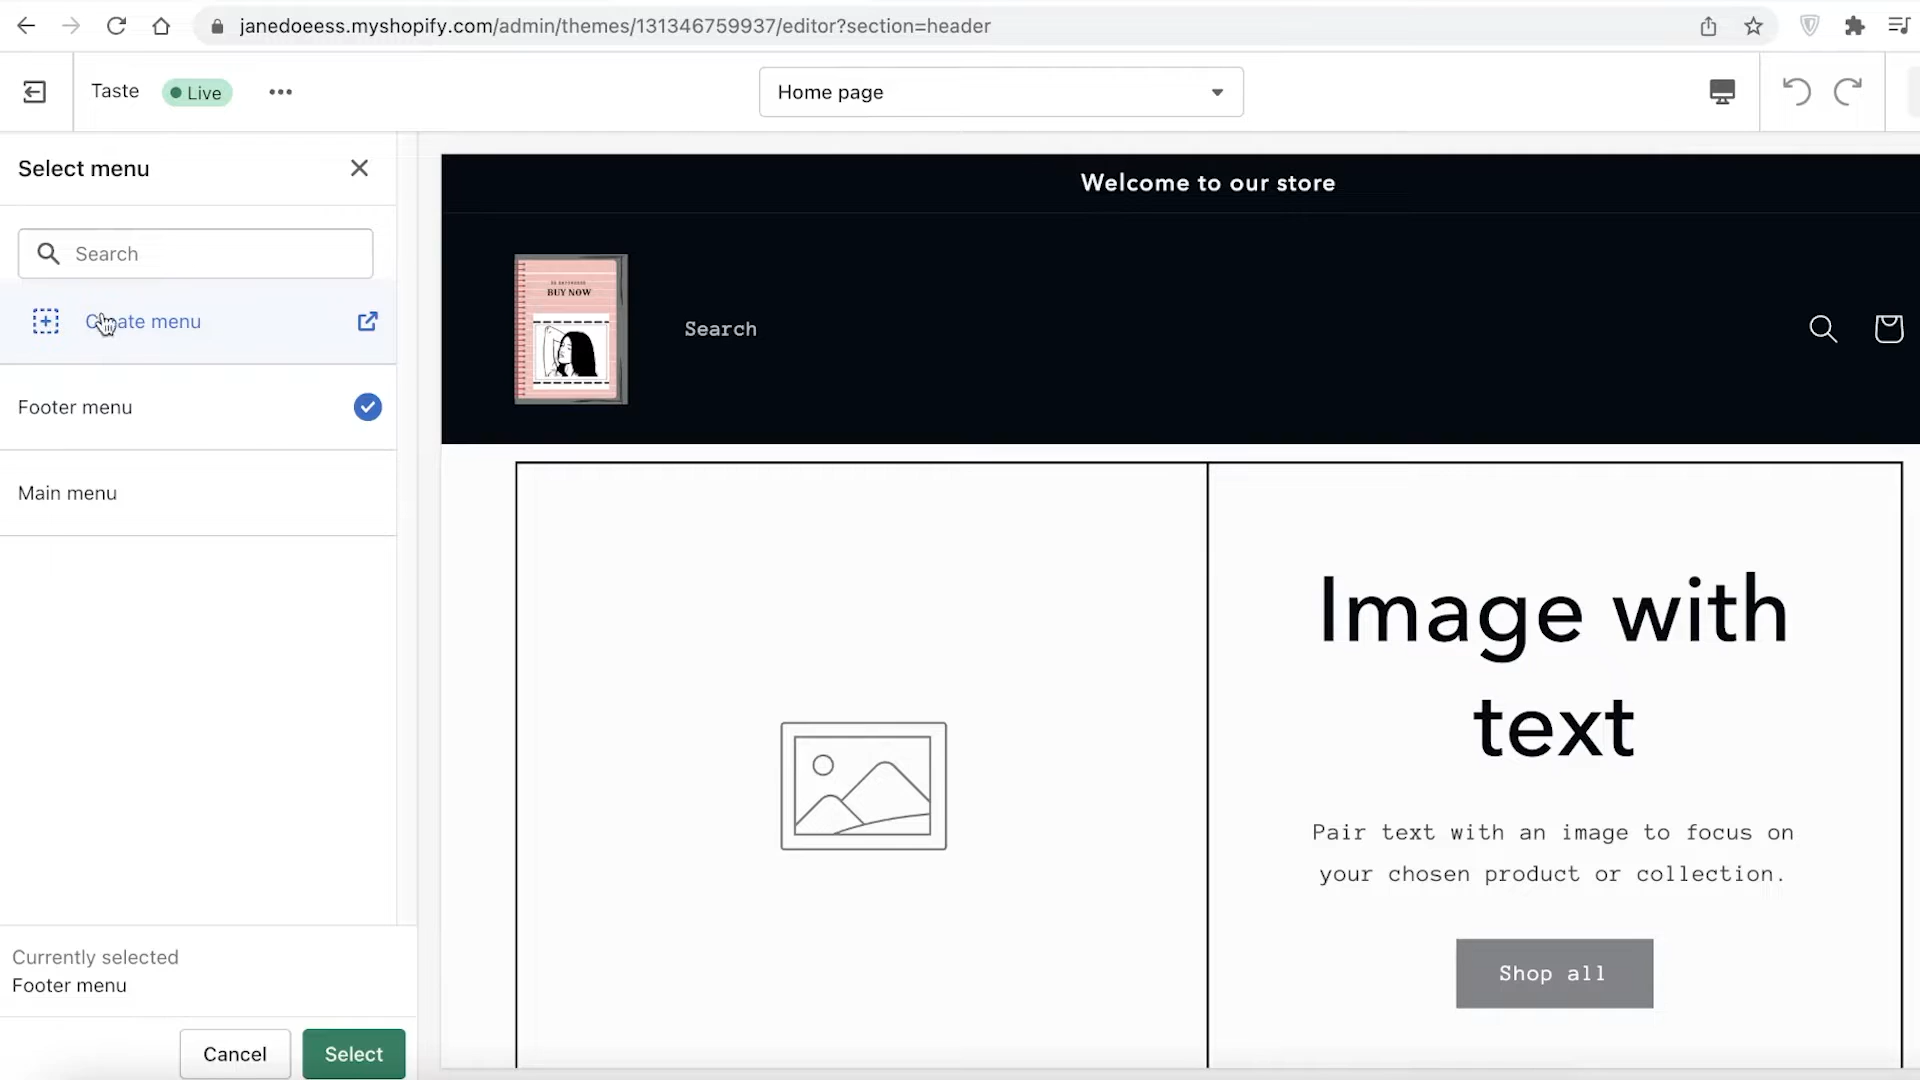 janedoeess.myshopify.com/admin/themes/131346759937/editor?section=header
Taste
Live
Home page
Select menu
Search
Create menu
Footer menu
Main menu
Currently selected
Footer menu
Cancel
Select
Welcome to our store
BUY NOW
Search
Image with
text
Pair text with an image to focus on
your chosen product or collection.
Shop all